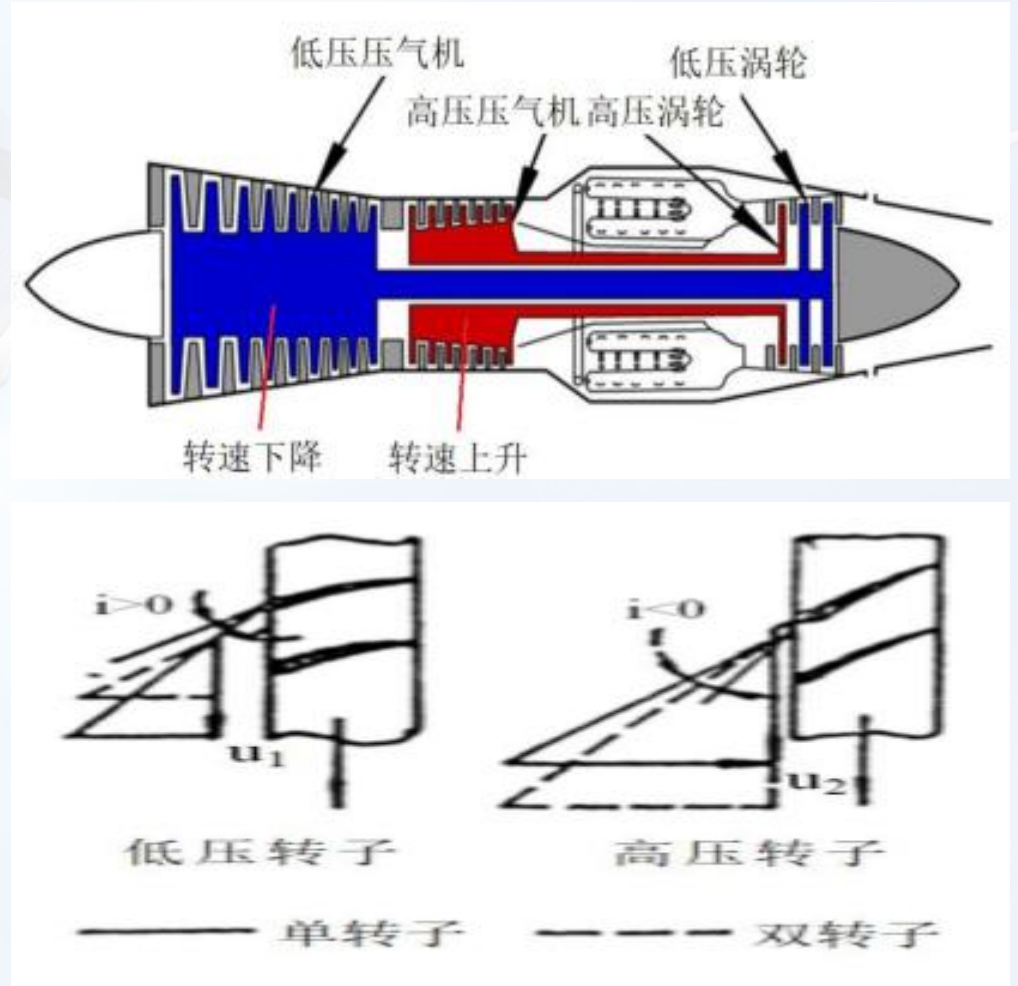 低压压气机
低压涡轮
高压压气机 高压涡轮
转速下降
转速上升
i>0
i<0
u₁
u₂
低压转子
高压转子
单转子
双转子